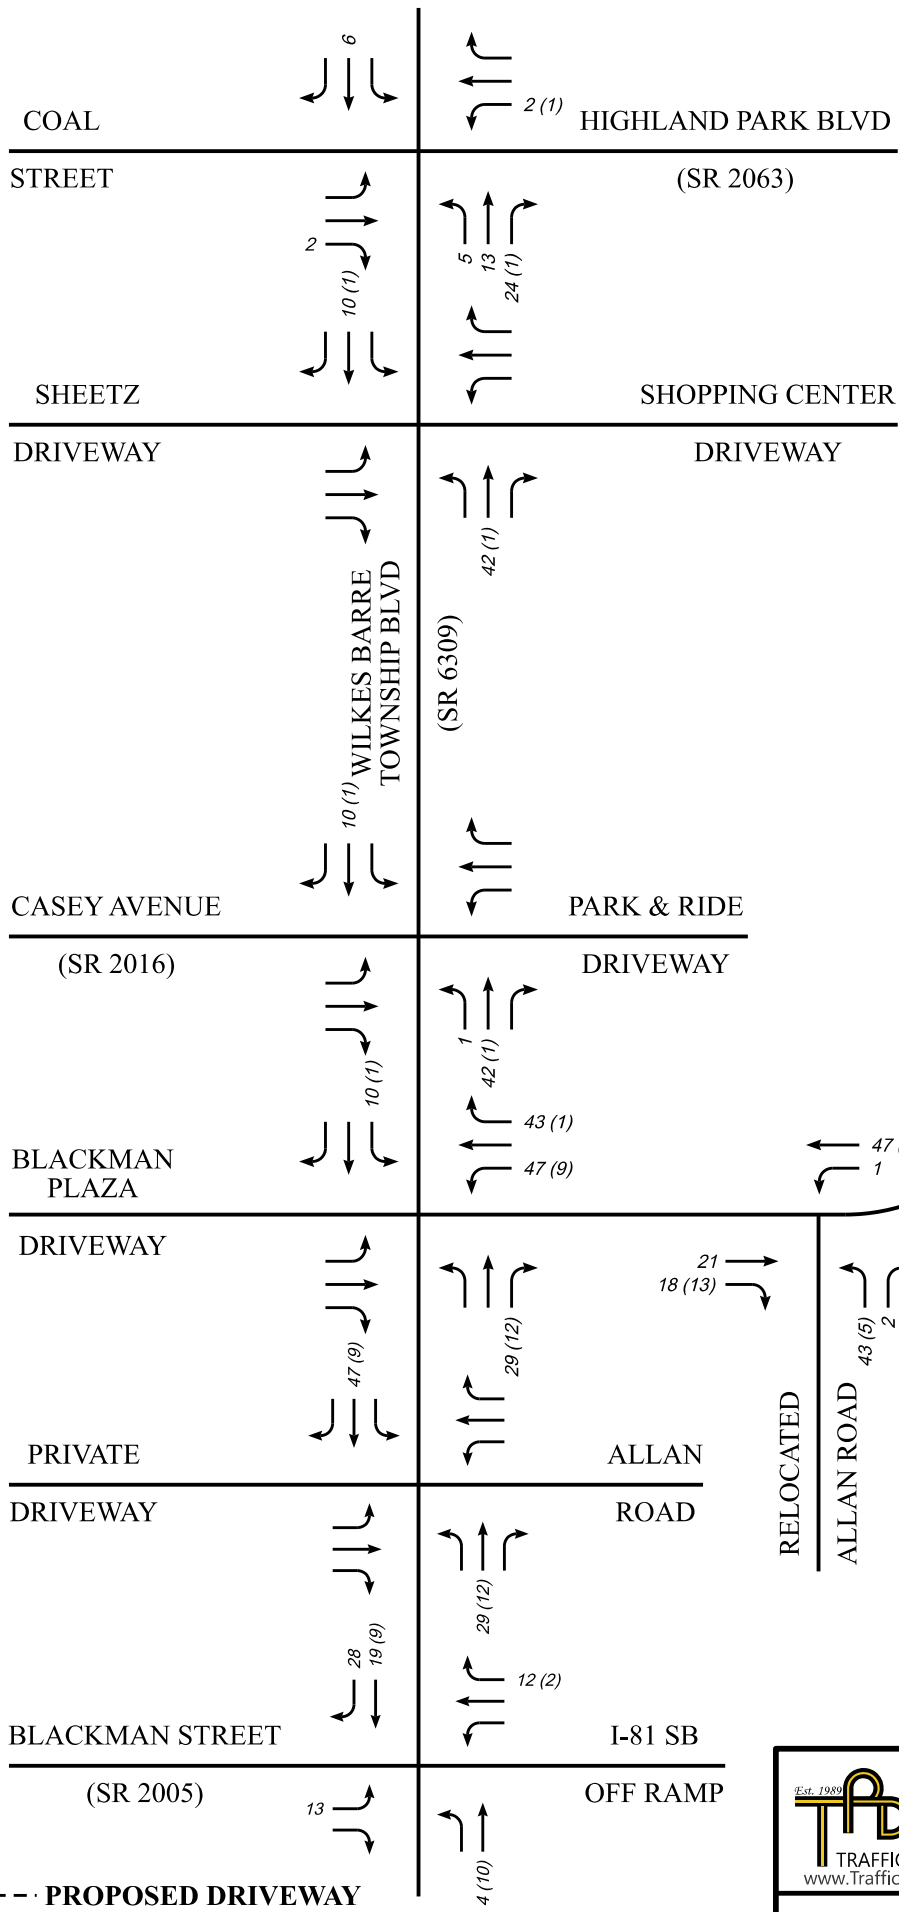 6
2 (1)
COAL
HIGHLAND PARK BLVD
STREET
(SR 2063)
2
10 (1)
5
13
24 (1)
SHEETZ
SHOPPING CENTER
DRIVEWAY
DRIVEWAY
42 (1)
WILKES BARRE
TOWNSHIP BLVD
(SR 6309)
10 (1)
CASEY AVENUE
PARK & RIDE
(SR 2016)
DRIVEWAY
1
42 (1)
10 (1)
43 (1)
47 (9)
47
1
BLACKMAN
PLAZA
DRIVEWAY
21
18 (13)
29 (12)
43 (5)
2
47 (9)
RELOCATED
ALLAN ROAD
PRIVATE
ALLAN
DRIVEWAY
ROAD
29 (12)
28
19 (9)
12 (2)
BLACKMAN STREET
I-81 SB
(SR 2005)
OFF RAMP
13
4 (10)
Est. 1989
TPD
TRAFFIC
www.Traffic
PROPOSED DRIVEWAY